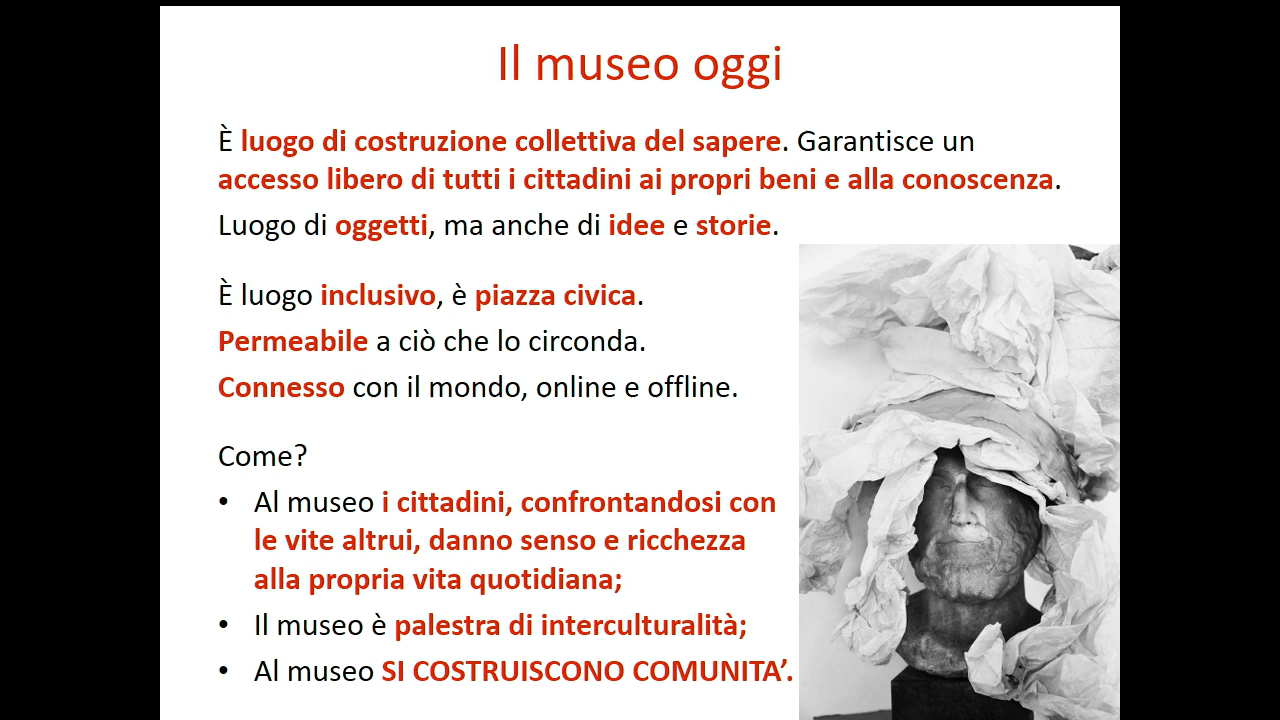 Il museo oggi
È luogo di costruzione collettiva del sapere. Garantisce un
accesso libero di tutti i cittadini ai propri beni e alla conoscenza.
Luogo di oggetti, ma anche di idee e storie.
È luogo inclusivo, è piazza civica.
Permeabile a ciò che lo circonda.
Connesso con il mondo, online e offline.
Come?
• Al museo i cittadini, confrontandosi con
le vite altrui, danno senso e ricchezza
alla propria vita quotidiana;
• Il museo è palestra di interculturalità;
• Al museo SI COSTRUISCONO COMUNITA’.